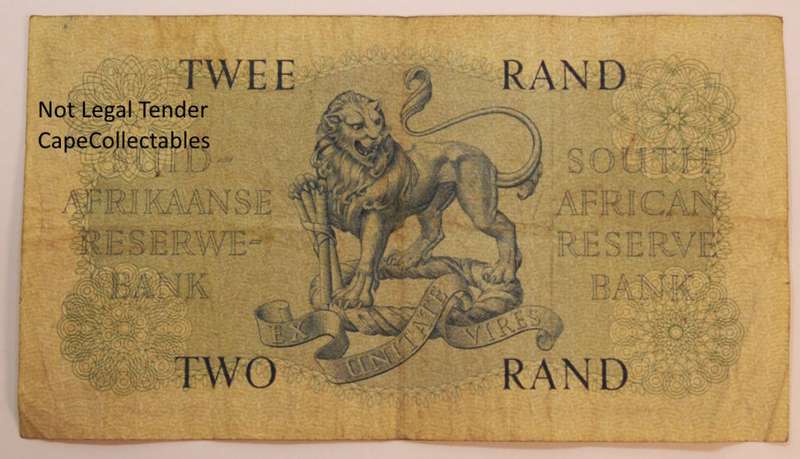 TWEE RAND
Not Legal Tender
CapeCollectables
SUID-
AFRIKAANSE
RESERWE-
BANK
SOUTH
AFRICAN
RESERVE
BANK
EX UNITATE VIRES
TWO RAND